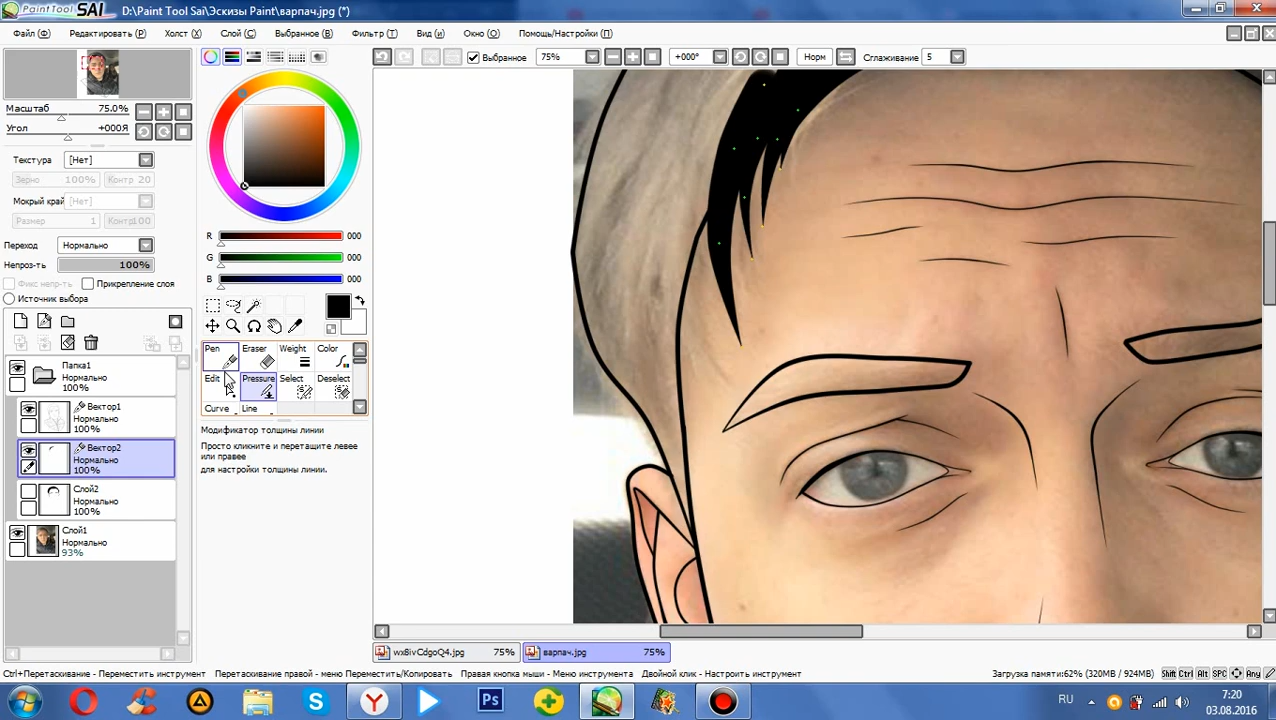 PaintTool SAI D:\Paint Tool Sai\Эскизы Paint\варпач.jpg (*)
Файл (Ф) Редактировать (Р) Холст (Х) Слой (С) Выбранное (В) Фильтр (Т) Вид (и) Окно (О) Помощь/Настройки (П)
Выбранное 75% +000° Норм Сглаживание 5
Масштаб 75.0%
Угол +000Я
Текстура [Нет]
Зерно 100% Контр 20
Мокрый край [Нет]
Размер 1 Контр 100
Переход Нормально
Непроз-ть 100%
Фикс непр-ть Прикрепление слоя
Источник выбора
Папка1
Нормально
100%
Вектор1
Нормально
100%
Вектор2
Нормально
100%
Слой2
Нормально
100%
Слой1
Нормально
93%
R 000
G 000
B 000
Pen Eraser Weight Color
Edit Pressure Select Deselect
Curve Line
Модификатор толщины линии
Просто кликните и перетащите левее
или правее
для настройки толщины линии.
wx8ivCdgoQ4.jpg 75% варпач.jpg 75%
Ctrl+Перетаскивание - Переместить инструмент Перетаскивание правой - меню Переместить/Копировать Правая кнопка мыши - Меню инструмента Двойной клик - Настроить инструмент Загрузка памяти:62% (320MB / 924MB) Shift Ctrl Alt SPC Any
Ps RU 7:20
03.08.2016